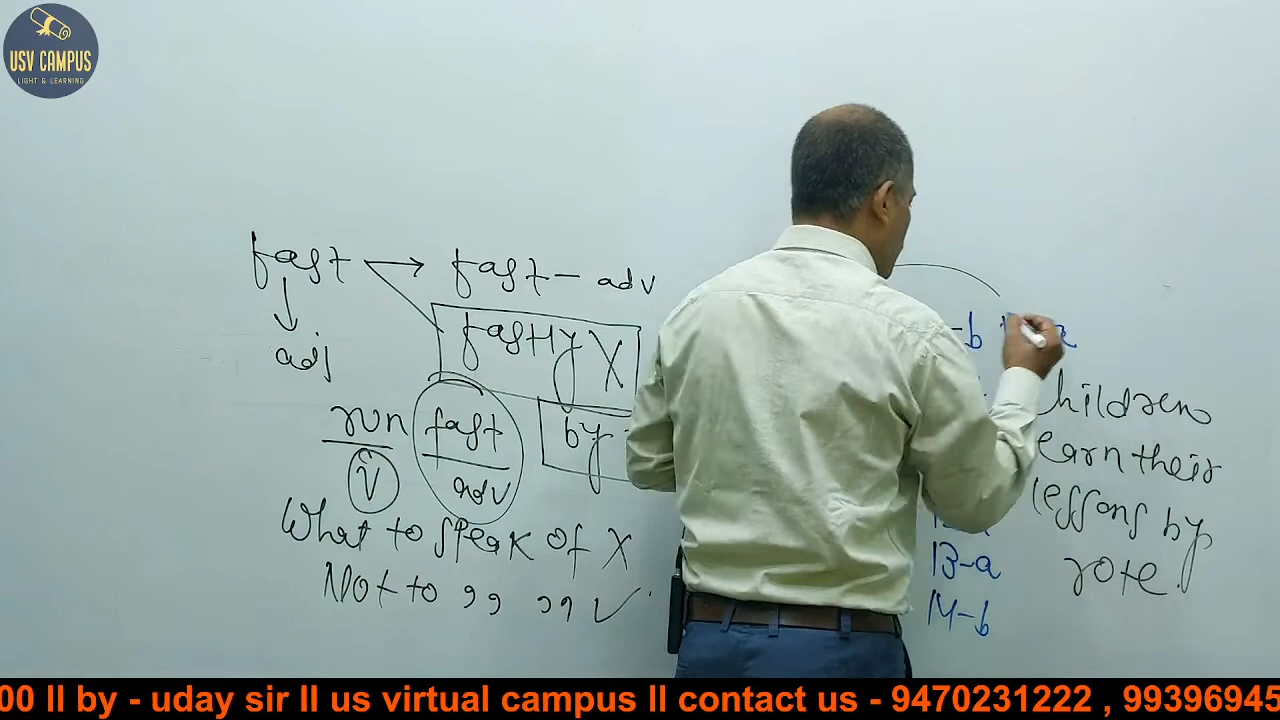 USV CAMPUS
LIGHT & LEARNING
fast → fast - adv
adj
fastly X
run fast
V adv
by
What to speak of X
Not to ,, ,, ✓
-b
hildren
earn their
lessons by
rote.
13-a
14-b
00 ll by - uday sir ll us virtual campus ll contact us - 9470231222 , 99396945